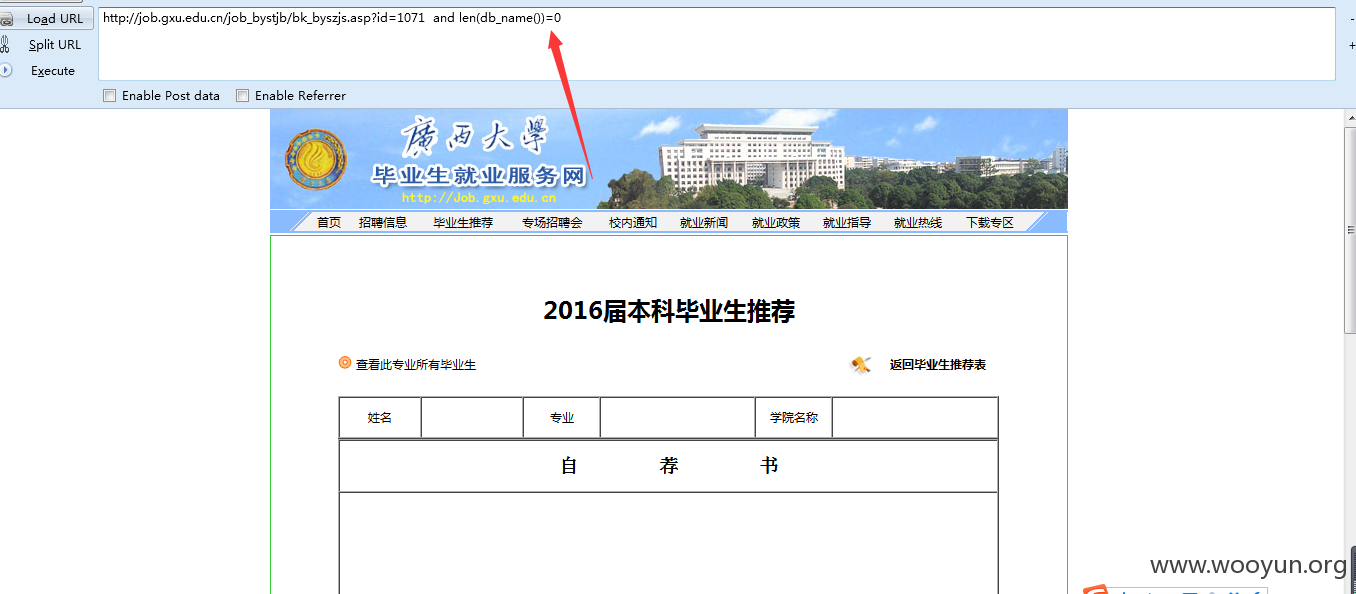 Load URL
http://job.gxu.edu.cn/job_bystjb/bk_byszjs.asp?id=1071  and len(db_name())=0
Split URL
Execute
Enable Post data
Enable Referrer
廣西大學
毕业生就业服务网
http://Job.gxu.edu.cn
首页 招聘信息 毕业生推荐 专场招聘会 校内通知 就业新闻 就业政策 就业指导 就业热线 下载专区
2016届本科毕业生推荐
查看此专业所有毕业生
返回毕业生推荐表
姓名 专业 学院名称
自 荐 书
www.wooyun.org